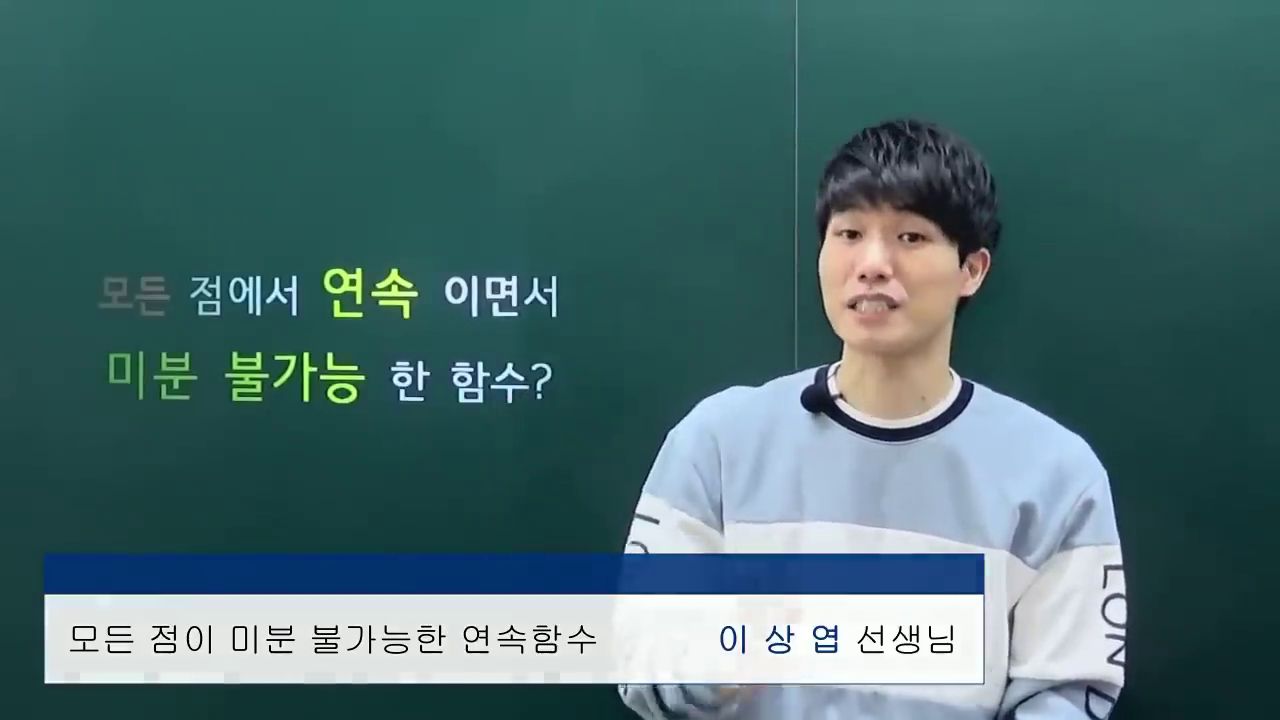 모든 점에서 연속 이면서
미분 불가능 한 함수?
모든 점이 미분 불가능한 연속함수
이 상 엽 선생님
LOND